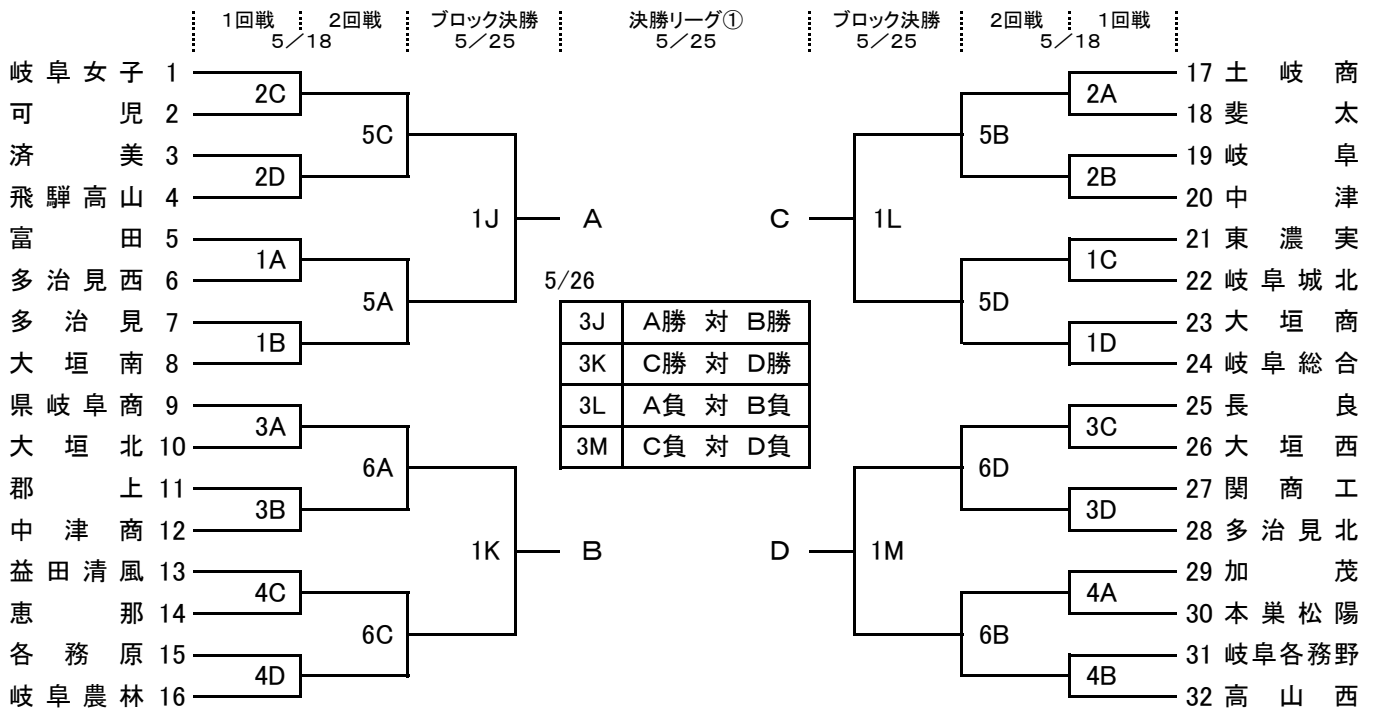 1回戦 2回戦 ブロック決勝 決勝リーグ① ブロック決勝 2回戦 1回戦
5／18 5／25 5／25 5／25 5／18
岐阜女子 1 17 土岐商
2C 2A
可児 2 18 斐太
5C 5B
済美 3 19 岐阜
2D 2B
飛騨高山 4 20 中津
1J A C 1L
富田 5 21 東濃実
1A 1C
多治見西 6 22 岐阜城北
5A 5/26 5D
多治見 7 3J A勝 対 B勝 23 大垣商
1B 1D
大垣南 8 3K C勝 対 D勝 24 岐阜総合
県岐阜商 9 3L A負 対 B負 25 長良
3A 3C
大垣北 10 3M C負 対 D負 26 大垣西
6A 6D
郡上 11 27 関商工
3B 3D
中津商 12 28 多治見北
1K B D 1M
益田清風 13 29 加茂
4C 4A
恵那 14 30 本巣松陽
6C 6B
各務原 15 31 岐阜各務野
4D 4B
岐阜農林 16 32 高山西